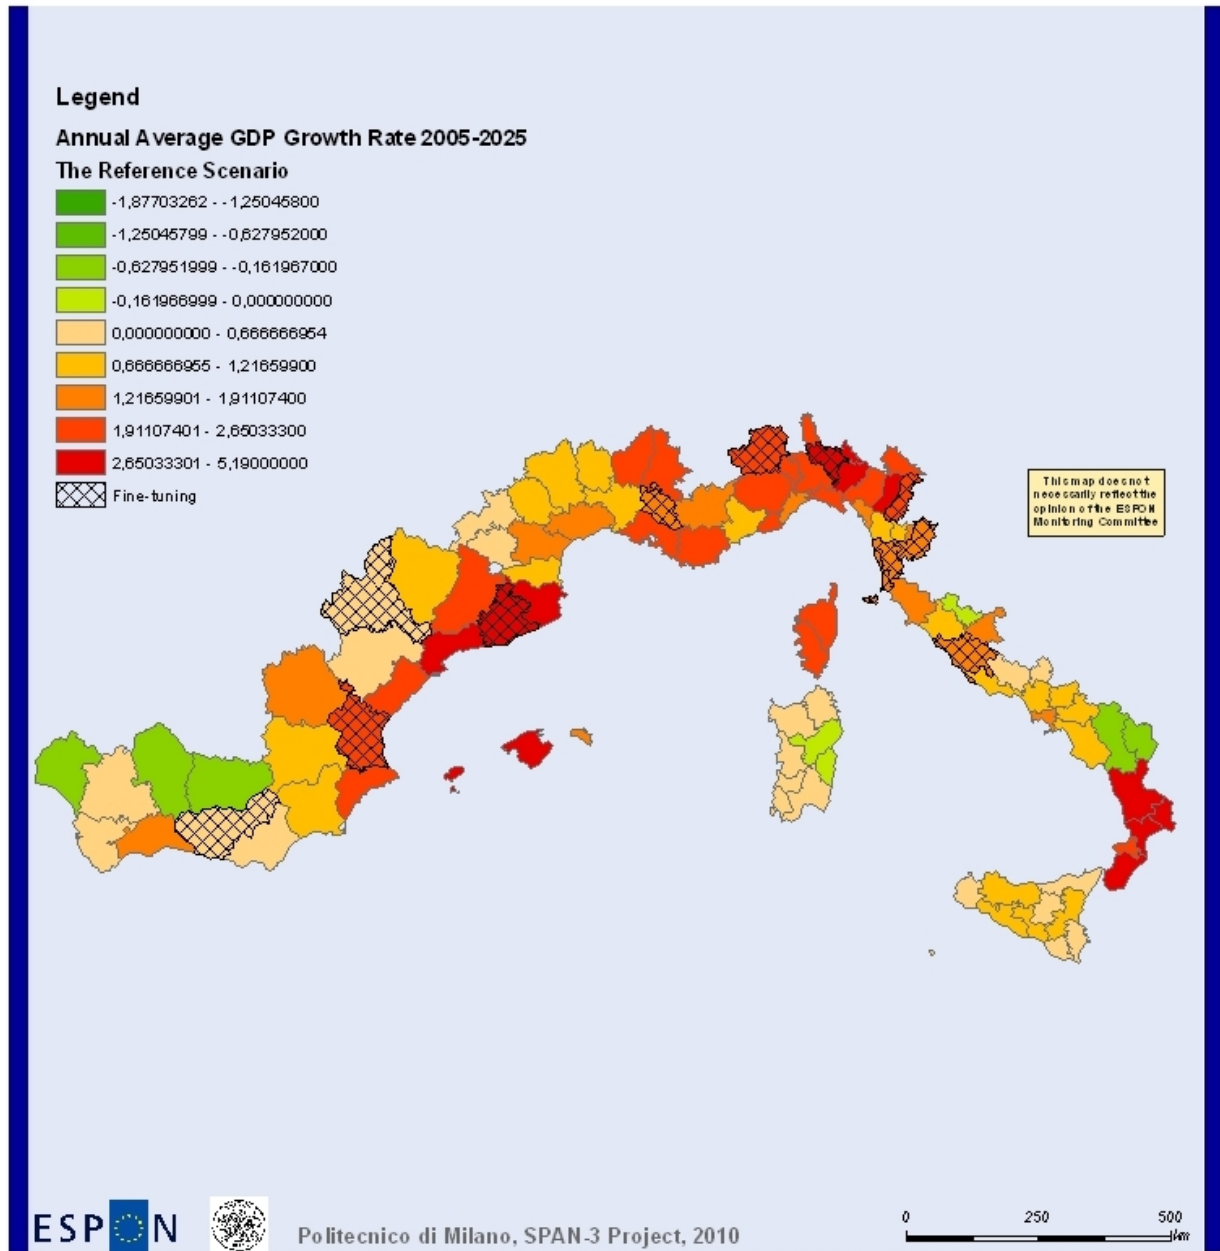 Legend
Annual Average GDP Growth Rate 2005-2025
The Reference Scenario
-1,87703262 - -1,25045800
-1,25045799 - -0,627952000
-0,627951999 - -0,161967000
-0,161966999 - 0,000000000
0,000000000 - 0,666666954
0,666666955 - 1,21659900
1,21659901 - 1,91107400
1,91107401 - 2,65033300
2,65033301 - 5,19000000
Fine-tuning
This map does not
necessarily reflect the
opinion of the ESPON
Monitoring Committee
ESPON
Politecnico di Milano, SPAN-3 Project, 2010
0 250 500
km